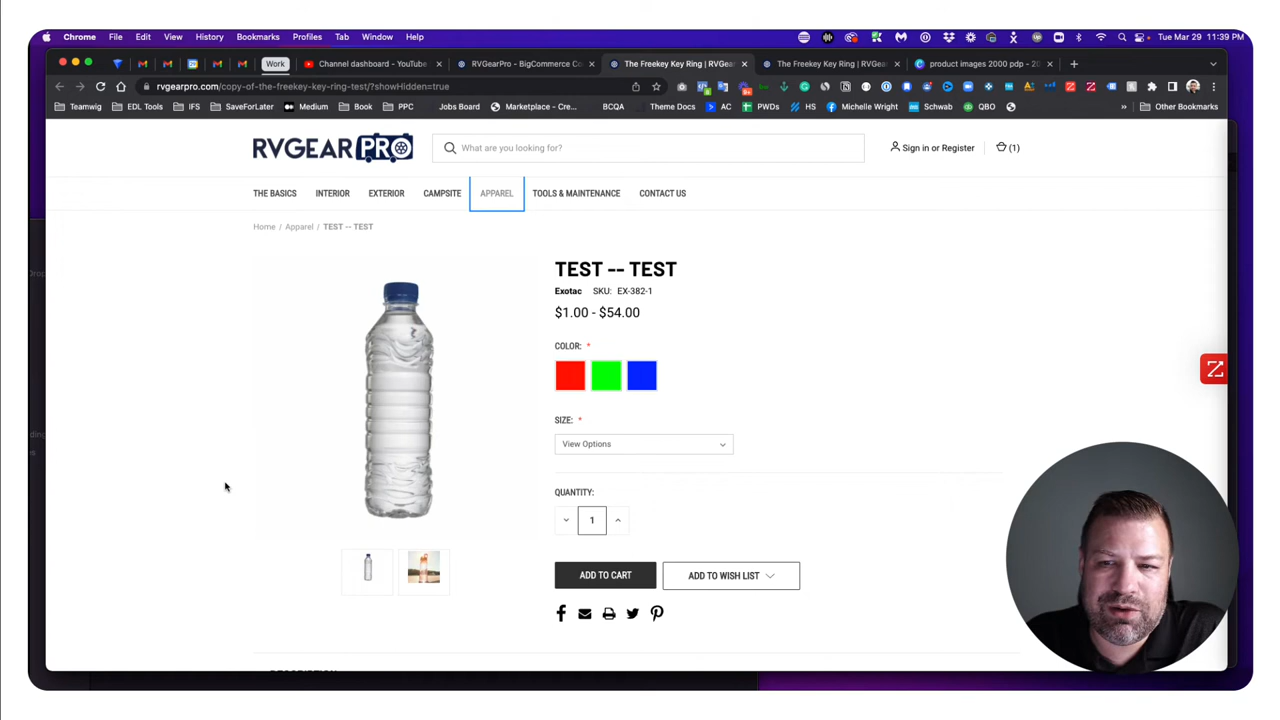 Chrome File Edit View History Bookmarks Profiles Tab Window Help Tue Mar 29 11:39 PM
Work Channel dashboard - YouTube RVGearPro - BigCommerce Co The Freekey Key Ring | RVGea The Freekey Key Ring | RVGear product images 2000 pdp - 20
rvgearpro.com/copy-of-the-freekey-key-ring-test/?showHidden=true
Teamwig EDL Tools IFS SaveForLater Medium Book PPC Jobs Board Marketplace - Cre... BCQA Theme Docs AC PWDs HS Michelle Wright Schwab QBO » Other Bookmarks
RVGEARPRO What are you looking for? Sign in or Register (1)
THE BASICS INTERIOR EXTERIOR CAMPSITE APPAREL TOOLS & MAINTENANCE CONTACT US
Home / Apparel / TEST -- TEST
TEST -- TEST
Exotac SKU: EX-382-1
$1.00 - $54.00
COLOR: *
SIZE: *
View Options
QUANTITY:
1
ADD TO CART ADD TO WISH LIST